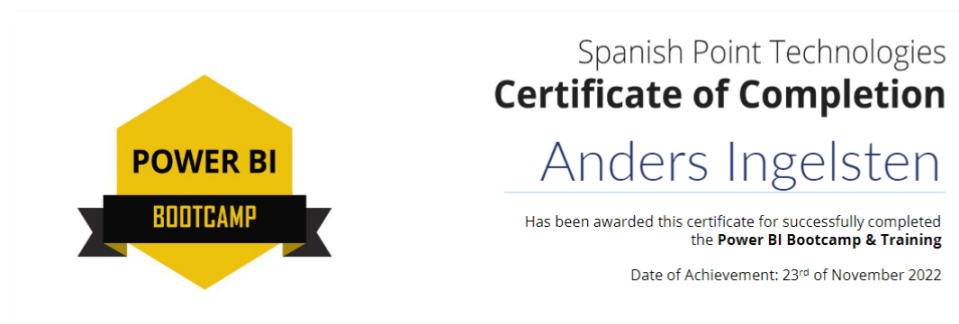 POWER BI
BOOTCAMP
Spanish Point Technologies
Certificate of Completion
Anders Ingelsten
Has been awarded this certificate for successfully completed
the Power BI Bootcamp & Training
Date of Achievement: 23rd of November 2022